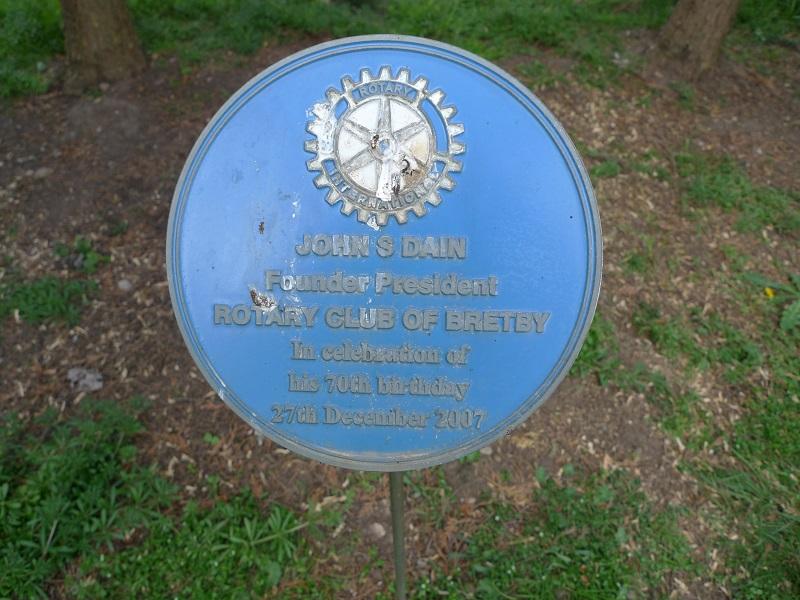 ROTARY
INTERNATIONAL
JOHN S DAIN
Founder President
ROTARY CLUB OF BRETBY
In celebration of
his 70th birthday
27th December 2007